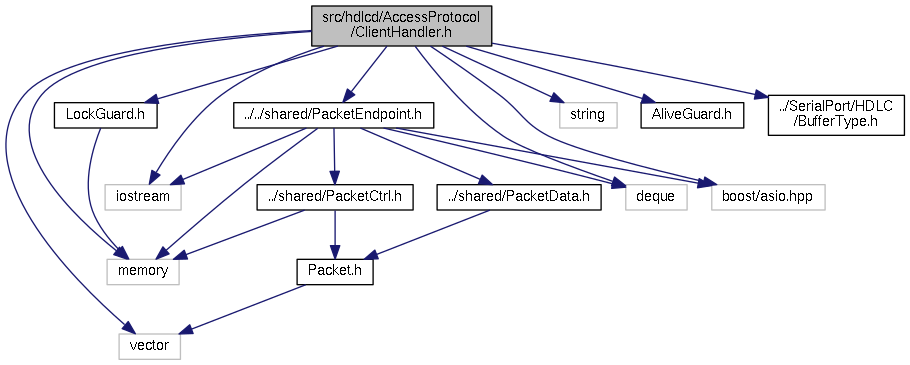 src/hdlcd/AccessProtocol
/ClientHandler.h
LockGuard.h
../../shared/PacketEndpoint.h
string
AliveGuard.h
../SerialPort/HDLC
/BufferType.h
iostream
../shared/PacketCtrl.h
../shared/PacketData.h
deque
boost/asio.hpp
memory
Packet.h
vector